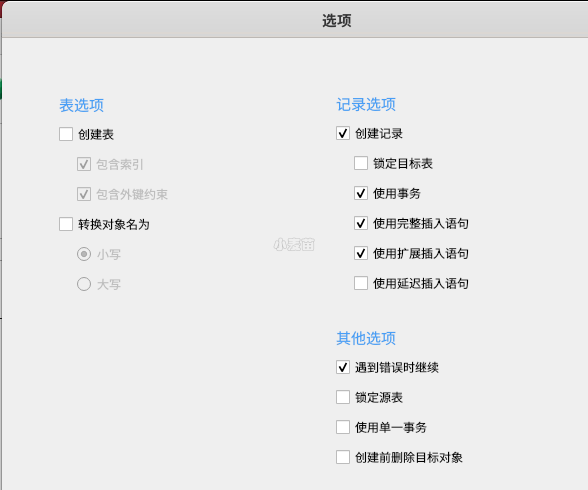 选项
表选项
创建表
包含索引
包含外键约束
转换对象名为
小写
大写
记录选项
创建记录
锁定目标表
使用事务
使用完整插入语句
使用扩展插入语句
使用延迟插入语句
小麦苗
其他选项
遇到错误时继续
锁定源表
使用单一事务
创建前删除目标对象